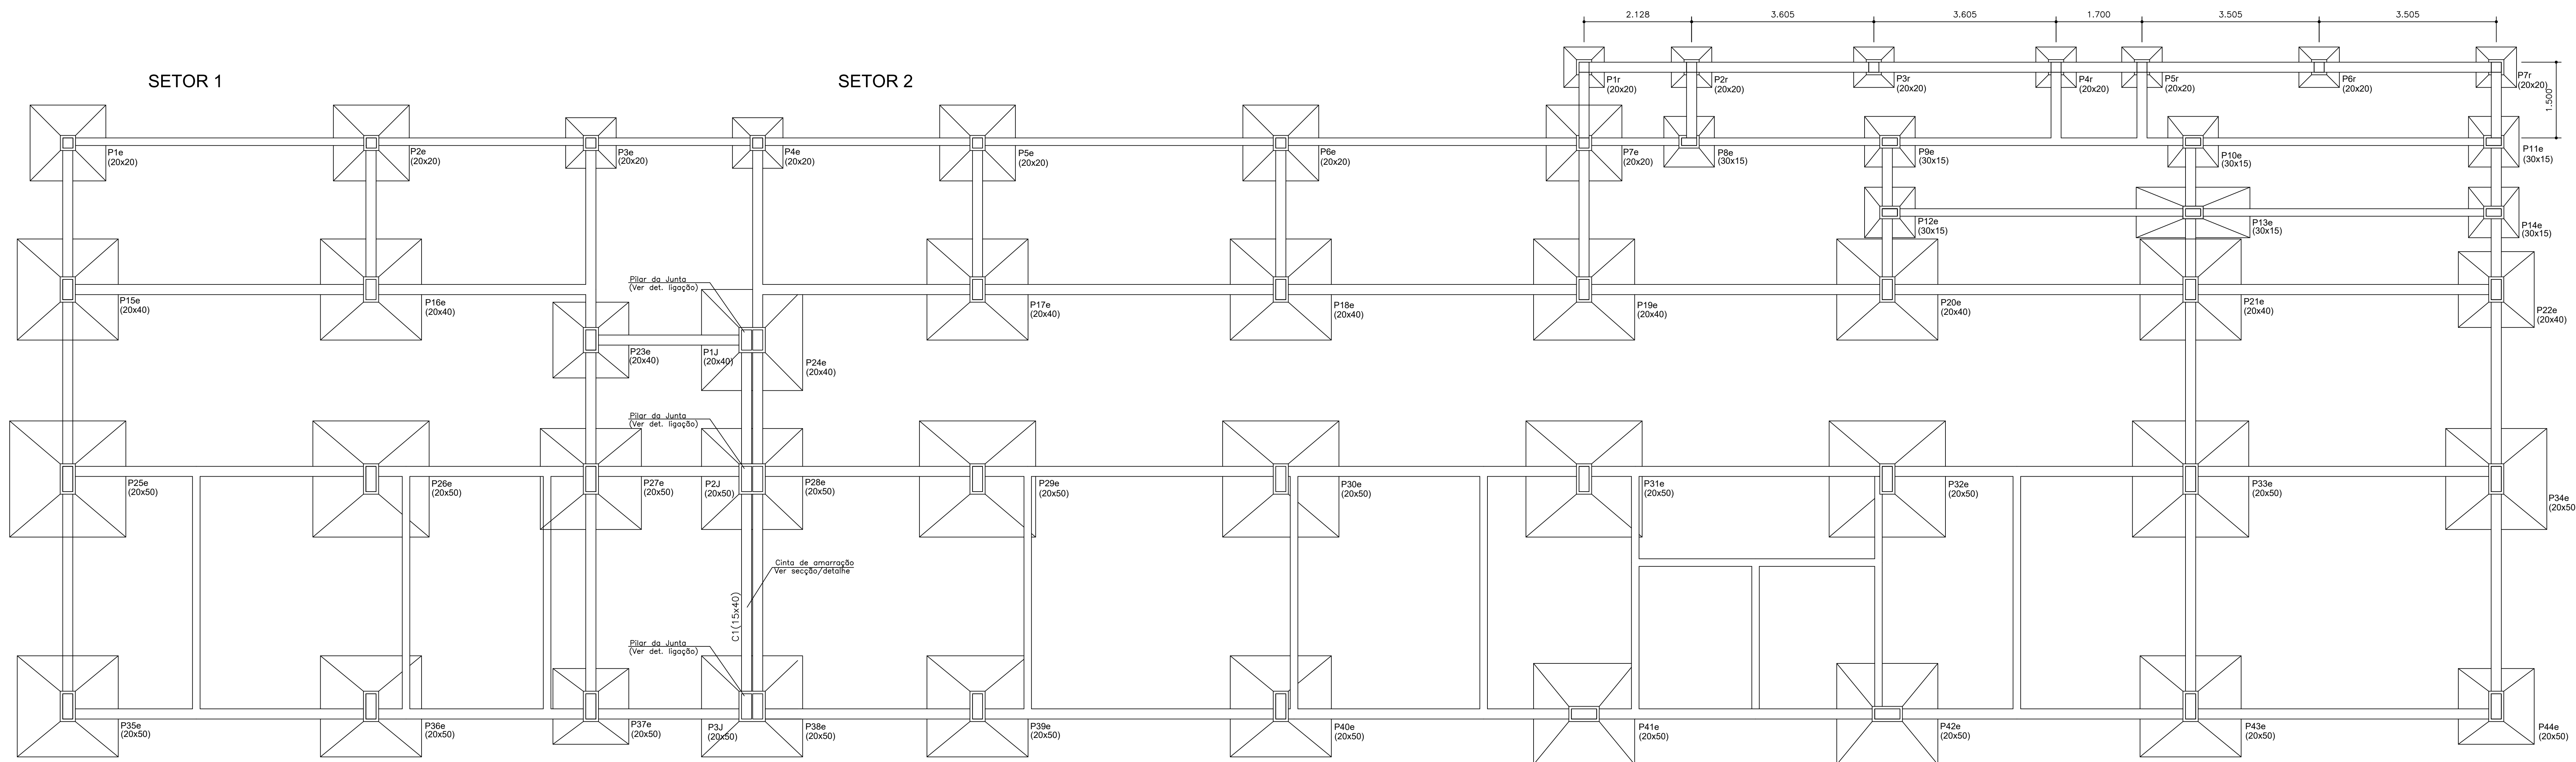 2.128
3.605
3.605
1.700
3.505
3.505
SETOR 1
SETOR 2
P1r
(20x20)
P2r
(20x20)
P3r
(20x20)
P4r
(20x20)
P5r
(20x20)
P6r
(20x20)
P7r
(20x20)
1.500
P1e
(20x20)
P2e
(20x20)
P3e
(20x20)
P4e
(20x20)
P5e
(20x20)
P6e
(20x20)
P7e
(20x20)
P8e
(30x15)
P9e
(30x15)
P10e
(30x15)
P11e
(30x15)
P12e
(30x15)
P13e
(30x15)
P14e
(30x15)
Pilar da Junta
(Ver det. ligação)
P15e
(20x40)
P16e
(20x40)
P17e
(20x40)
P18e
(20x40)
P19e
(20x40)
P20e
(20x40)
P21e
(20x40)
P22e
(20x40)
P23e
(20x40)
P1J
(20x40)
P24e
(20x40)
Pilar da Junta
(Ver det. ligação)
P25e
(20x50)
P26e
(20x50)
P27e
(20x50)
P2J
(20x50)
P28e
(20x50)
P29e
(20x50)
P30e
(20x50)
P31e
(20x50)
P32e
(20x50)
P33e
(20x50)
P34e
(20x50
Cinta de amarração
Ver secção/detalhe
C1(15x40)
Pilar da Junta
(Ver det. ligação)
P35e
(20x50)
P36e
(20x50)
P37e
(20x50)
P3J
(20x50)
P38e
(20x50)
P39e
(20x50)
P40e
(20x50)
P41e
(20x50)
P42e
(20x50)
P43e
(20x50)
P44e
(20x50)